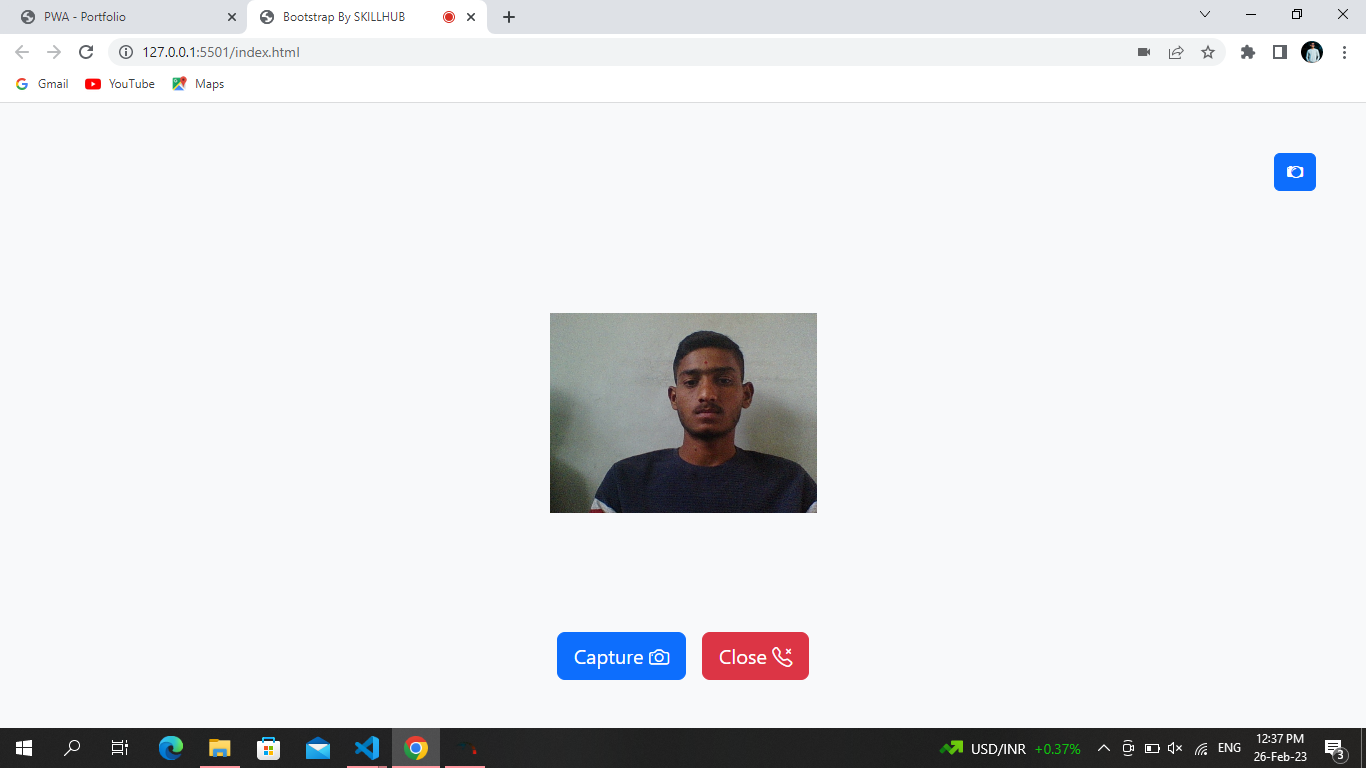 PWA - Portfolio
Bootstrap By SKILLHUB
127.0.0.1:5501/index.html
Gmail
YouTube
Maps
Capture
Close
USD/INR +0.37%
ENG
12:37 PM
26-Feb-23
3